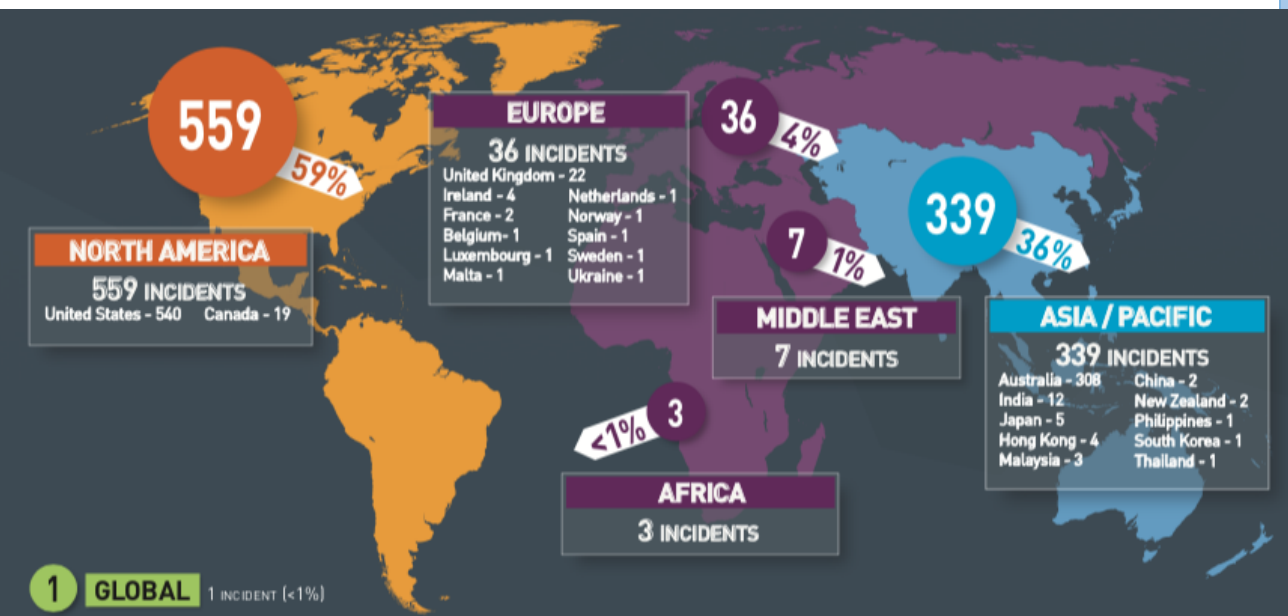 559
59%
NORTH AMERICA
559 INCIDENTS
United States - 540 Canada - 19
EUROPE
36 INCIDENTS
United Kingdom - 22
Ireland - 4 Netherlands - 1
France - 2 Norway - 1
Belgium- 1 Spain - 1
Luxembourg - 1 Sweden - 1
Malta - 1 Ukraine - 1
36
4%
7
1%
MIDDLE EAST
7 INCIDENTS
339
36%
ASIA / PACIFIC
339 INCIDENTS
Australia - 308 China - 2
India - 12 New Zealand - 2
Japan - 5 Philippines - 1
Hong Kong - 4 South Korea - 1
Malaysia - 3 Thailand - 1
<1% 3
AFRICA
3 INCIDENTS
1 GLOBAL 1 INCIDENT (<1%)